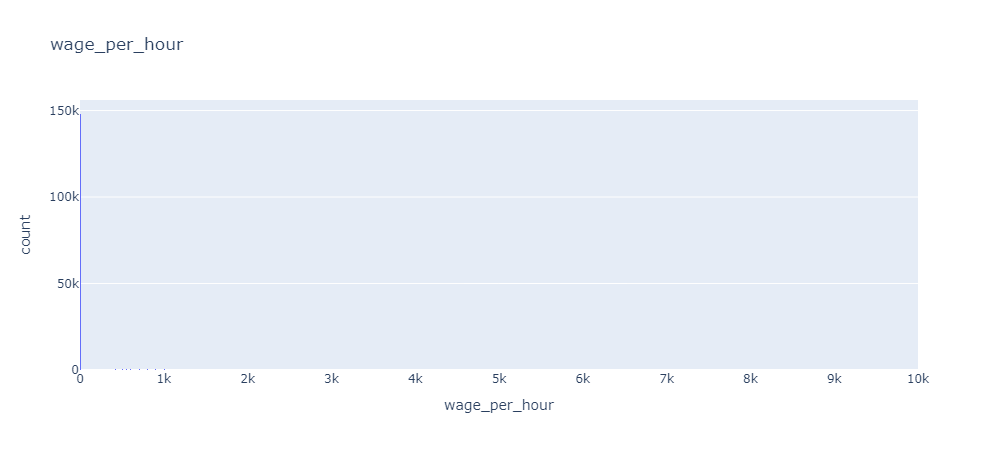 wage_per_hour
150k
100k
50k
0
count
0 1k 2k 3k 4k 5k 6k 7k 8k 9k 10k
wage_per_hour